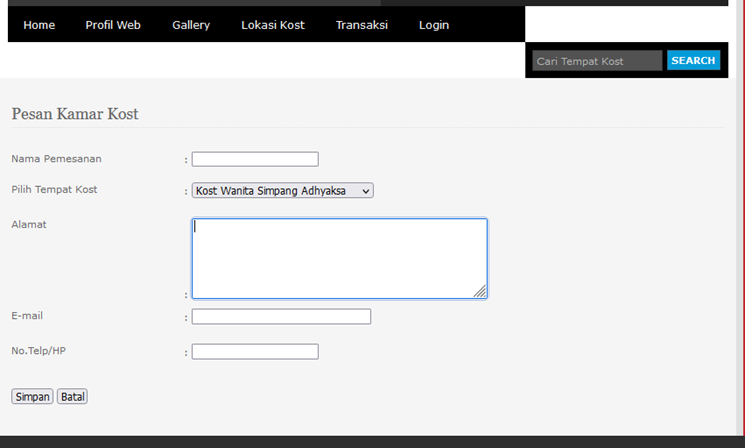 Home Profil Web Gallery Lokasi Kost Transaksi Login
Cari Tempat Kost SEARCH
Pesan Kamar Kost
Nama Pemesanan :
Pilih Tempat Kost : Kost Wanita Simpang Adhyaksa
Alamat :
E-mail :
No.Telp/HP :
Simpan Batal